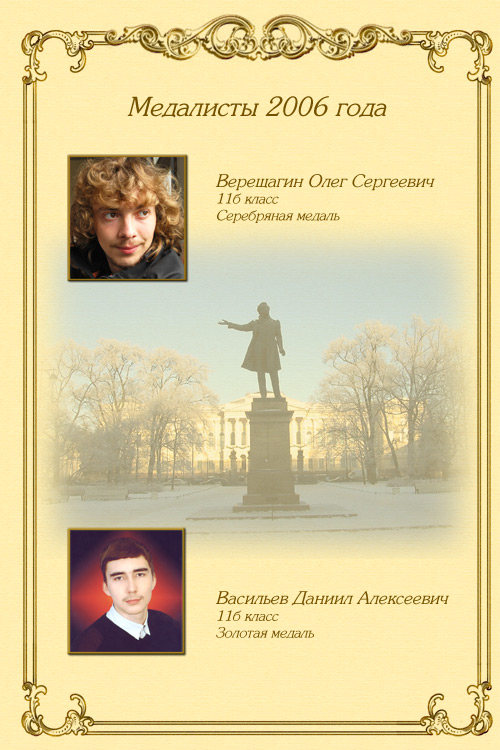 Медалисты 2006 года
Верещагин Олег Сергеевич
11б класс
Серебряная медаль
Васильев Даниил Алексеевич
11б класс
Золотая медаль